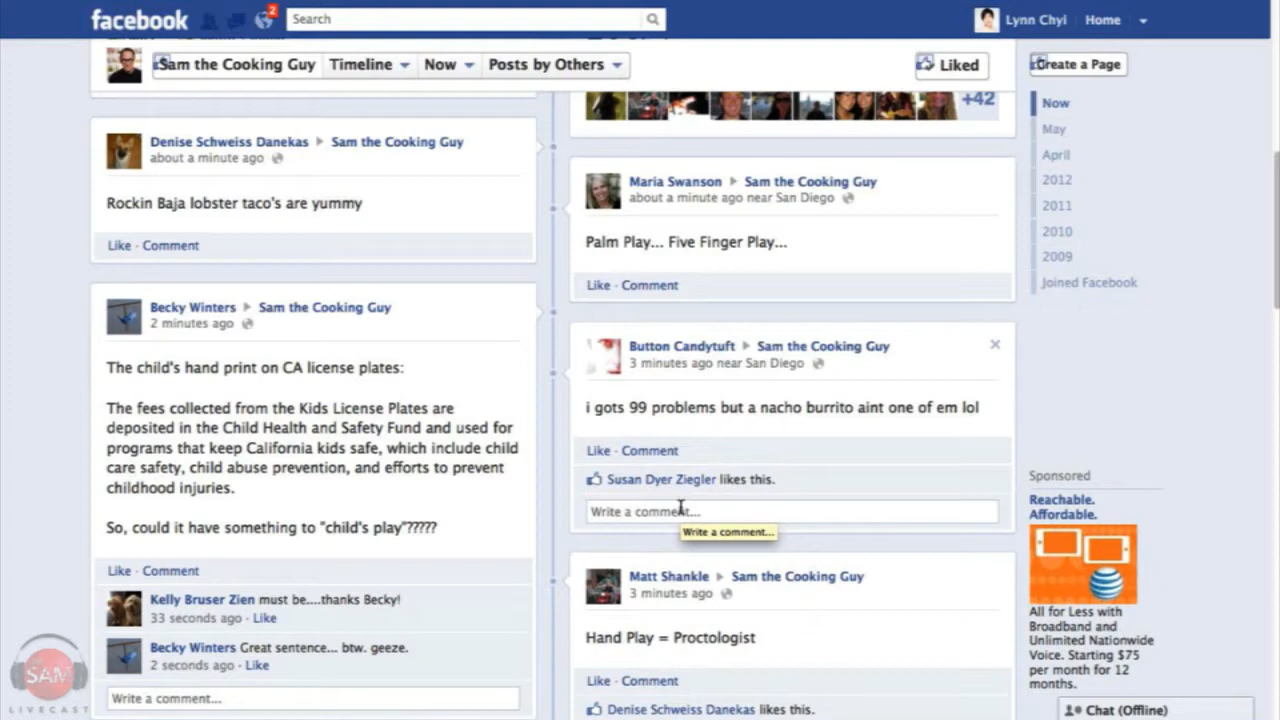 facebook
2
Search
Lynn Chyi
Home
Sam the Cooking Guy
Timeline
Now
Posts by Others
Liked
Create a Page
+42
Denise Schweiss Danekas ▶ Sam the Cooking Guy
about a minute ago
Rockin Baja lobster taco's are yummy
Like · Comment
Becky Winters ▶ Sam the Cooking Guy
2 minutes ago
The child's hand print on CA license plates:
The fees collected from the Kids License Plates are
deposited in the Child Health and Safety Fund and used for
programs that keep California kids safe, which include child
care safety, child abuse prevention, and efforts to prevent
childhood injuries.
So, could it have something to "child's play"?????
Like · Comment
Kelly Bruser Zien must be....thanks Becky!
33 seconds ago · Like
Becky Winters Great sentence... btw. geeze.
2 seconds ago · Like
Write a comment...
Maria Swanson ▶ Sam the Cooking Guy
about a minute ago near San Diego
Palm Play... Five Finger Play...
Like · Comment
Button Candytuft ▶ Sam the Cooking Guy
3 minutes ago near San Diego
i gots 99 problems but a nacho burrito aint one of em lol
Like · Comment
Susan Dyer Ziegler likes this.
Write a comment...
Write a comment...
Matt Shankle ▶ Sam the Cooking Guy
3 minutes ago
Hand Play = Proctologist
Like · Comment
Denise Schweiss Danekas likes this.
Now
May
April
2012
2011
2010
2009
Joined Facebook
Sponsored
Reachable.
Affordable.
All for Less with
Broadband and
Unlimited Nationwide
Voice. Starting $75
per month for 12
months.
Chat (Offline)
SAM
LIVECAST